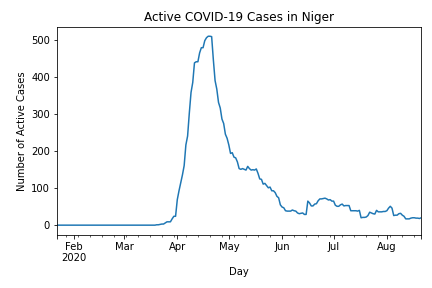 Active COVID-19 Cases in Niger
Number of Active Cases
500
400
300
200
100
0
Feb Mar Apr May Jun Jul Aug
2020
Day